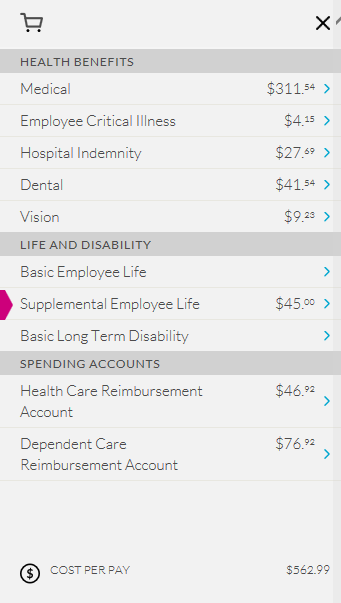 HEALTH BENEFITS
Medical $311.54
Employee Critical Illness $4.15
Hospital Indemnity $27.69
Dental $41.54
Vision $9.23
LIFE AND DISABILITY
Basic Employee Life
Supplemental Employee Life $45.00
Basic Long Term Disability
SPENDING ACCOUNTS
Health Care Reimbursement $46.92
Account
Dependent Care $76.92
Reimbursement Account
$ COST PER PAY $562.99